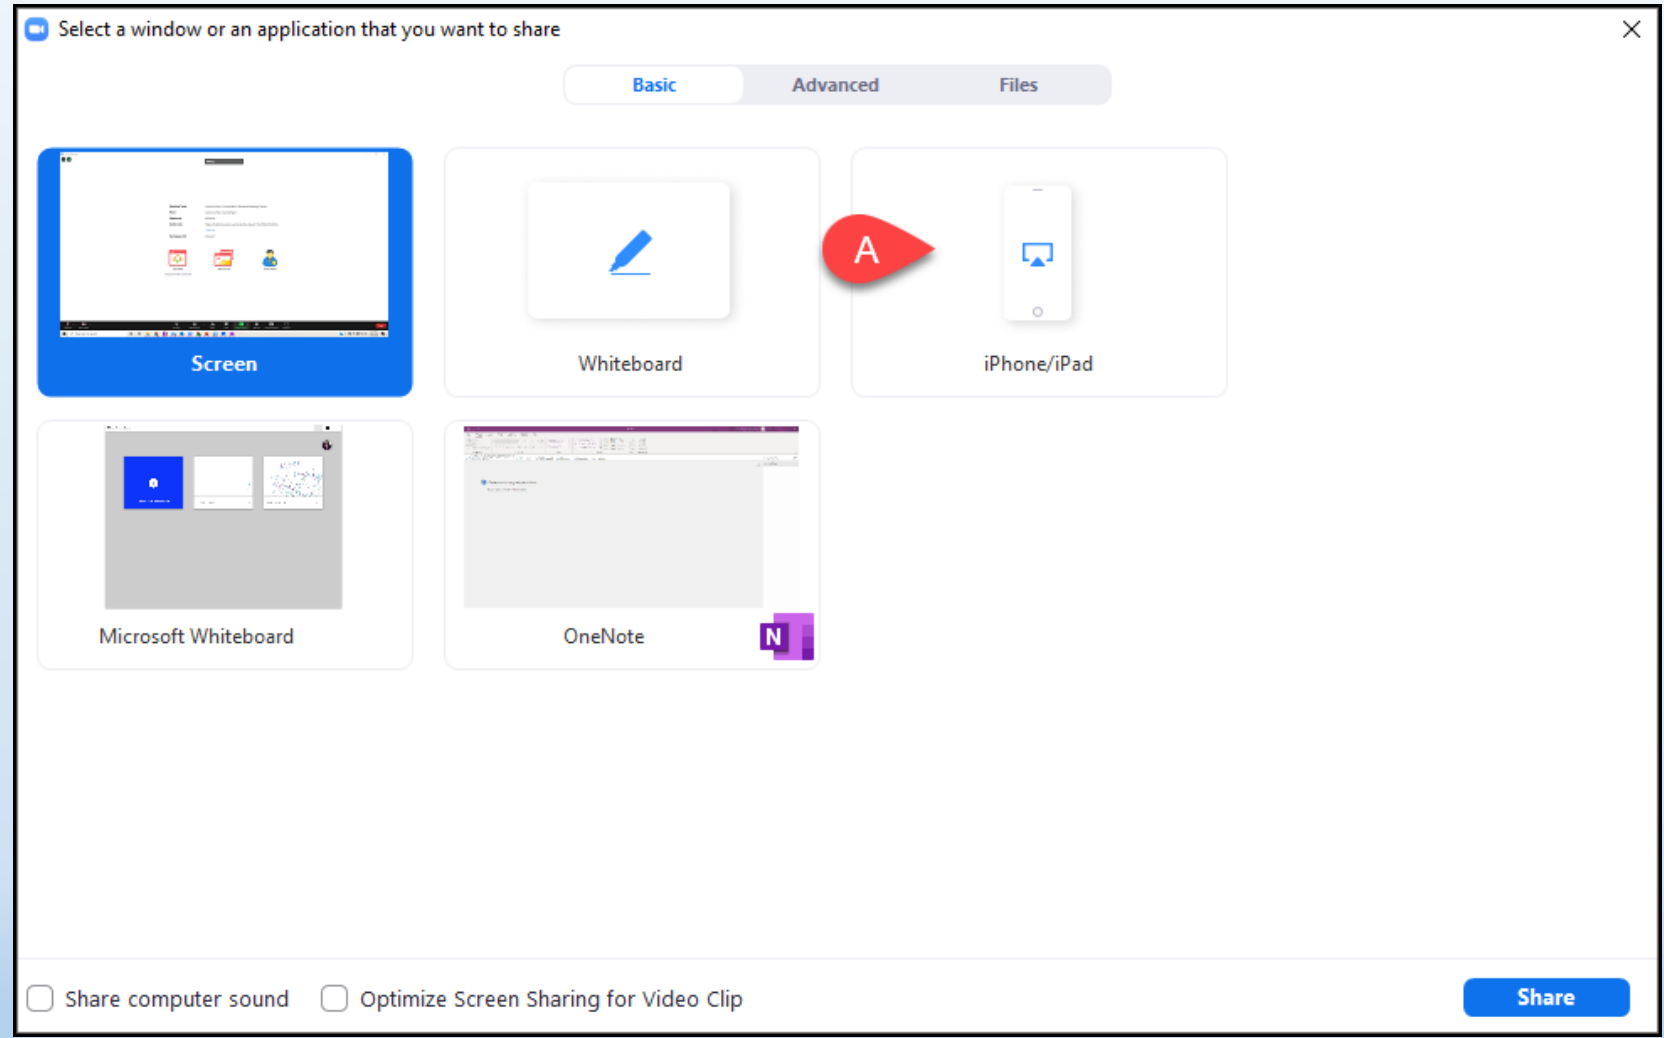 Select a window or an application that you want to share
Basic
Advanced
Files
A
Screen
Whiteboard
iPhone/iPad
Microsoft Whiteboard
OneNote
N
Share computer sound
Optimize Screen Sharing for Video Clip
Share